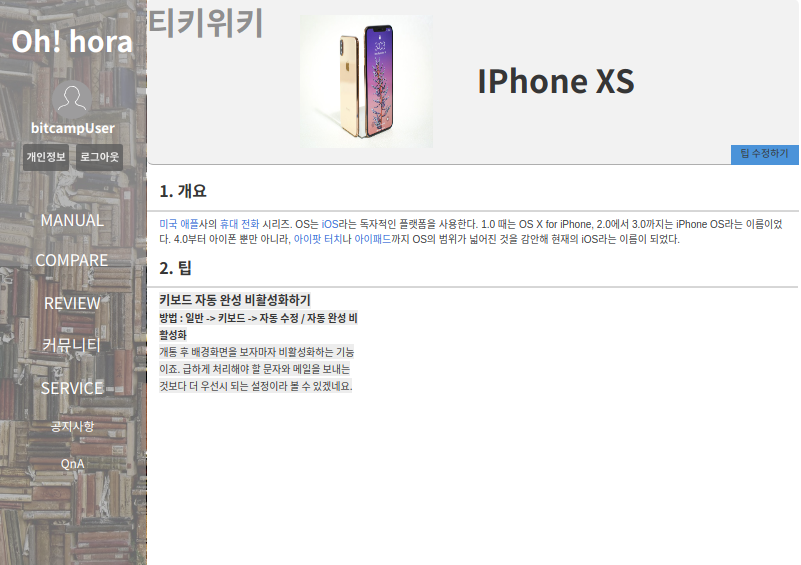 Oh! hora
bitcampUser
개인정보 로그아웃
MANUAL
COMPARE
REVIEW
커뮤니티
SERVICE
공지사항
QnA
티키위키
IPhone XS
팁 수정하기
1. 개요
미국 애플사의 휴대 전화 시리즈. OS는 iOS라는 독자적인 플랫폼을 사용한다. 1.0 때는 OS X for iPhone, 2.0에서 3.0까지는 iPhone OS라는 이름이었
다. 4.0부터 아이폰 뿐만 아니라, 아이팟 터치나 아이패드까지 OS의 범위가 넓어진 것을 감안해 현재의 iOS라는 이름이 되었다.
2. 팁
키보드 자동 완성 비활성화하기
방법 : 일반 -> 키보드 -> 자동 수정 / 자동 완성 비
활성화
개통 후 배경화면을 보자마자 비활성화하는 기능
이죠. 급하게 처리해야 할 문자와 메일을 보내는
것보다 더 우선시 되는 설정이라 볼 수 있겠네요.